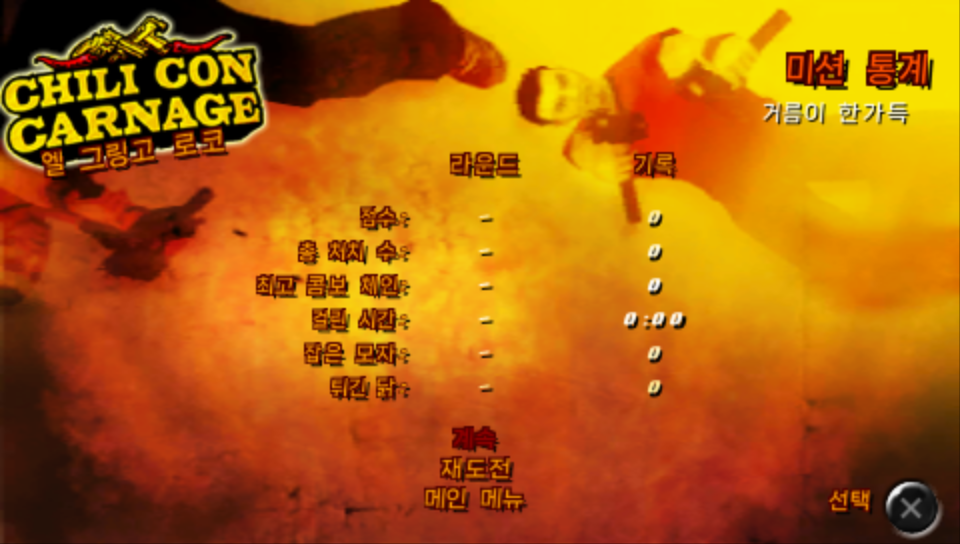 CHILI CON
CARNAGE
엘 그링고 로코
미션 통계
거름이 한가득
라운드 기록
점수: - 0
총 처치 수: - 0
최고 콤보 체인: - 0
걸린 시간: - 0:00
잡은 모자: - 0
튀긴 닭: - 0
계속
재도전
메인 메뉴
선택